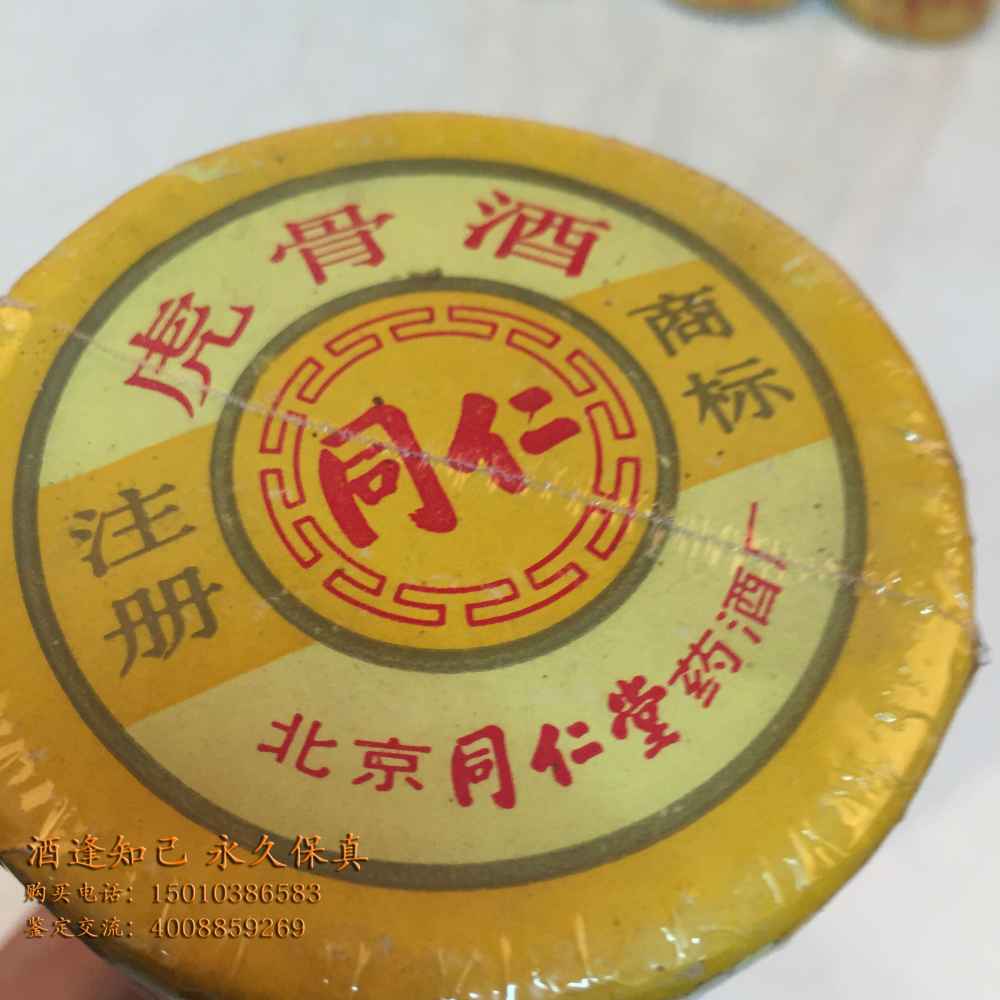 虎骨酒
商标
同仁
注册
北京同仁堂药酒厂
酒逢知己 永久保真
购买电话：15010386583
鉴定交流：4008859269